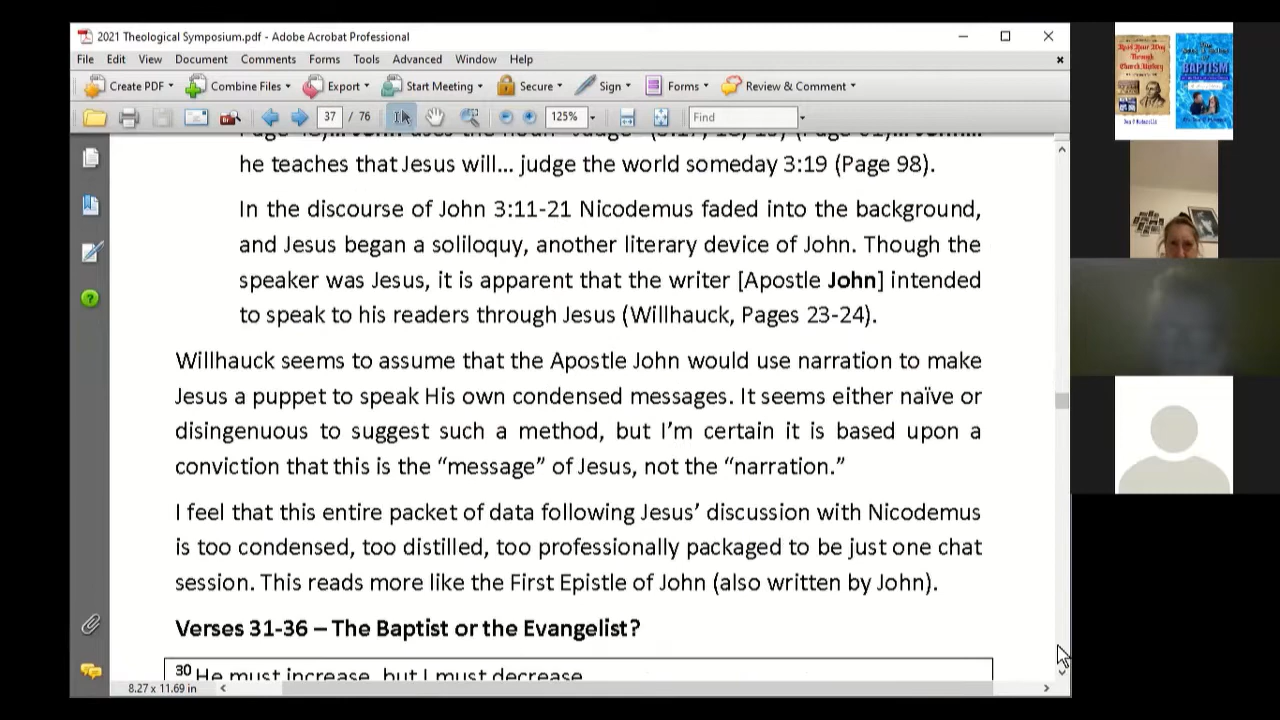 2021 Theological Symposium.pdf - Adobe Acrobat Professional
File Edit View Document Comments Forms Tools Advanced Window Help
Create PDF Combine Files Export Start Meeting Secure Sign Forms Review & Comment
37 / 76 125% Find
he teaches that Jesus will... judge the world someday 3:19 (Page 98).
In the discourse of John 3:11-21 Nicodemus faded into the background,
and Jesus began a soliloquy, another literary device of John. Though the
speaker was Jesus, it is apparent that the writer [Apostle John] intended
to speak to his readers through Jesus (Willhauck, Pages 23-24).
Willhauck seems to assume that the Apostle John would use narration to make
Jesus a puppet to speak His own condensed messages. It seems either naïve or
disingenuous to suggest such a method, but I’m certain it is based upon a
conviction that this is the “message” of Jesus, not the “narration.”
I feel that this entire packet of data following Jesus’ discussion with Nicodemus
is too condensed, too distilled, too professionally packaged to be just one chat
session. This reads more like the First Epistle of John (also written by John).
Verses 31-36 – The Baptist or the Evangelist?
30 He must increase, but I must decrease
8.27 x 11.69 in
Read Your Way
Through
Church History
BAPTISM